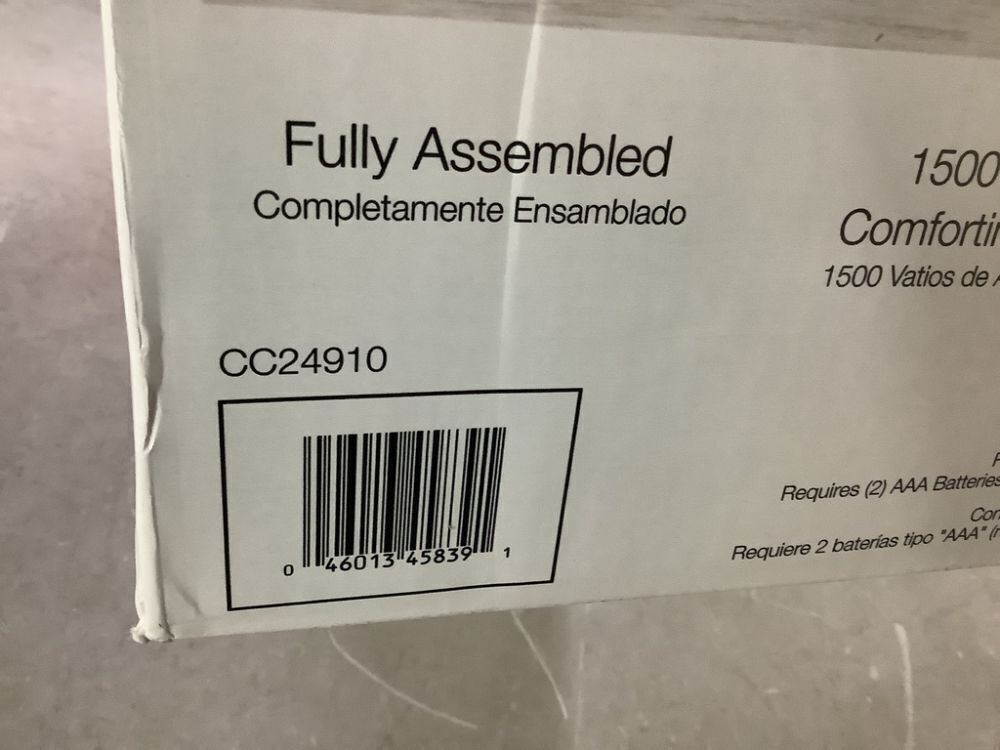 Fully Assembled
Completamente Ensamblado
1500
Comfortin
1500 Vatios de
CC24910
0 46013 45839 1
Requires (2) AAA Batteries
Con
Requiere 2 baterías tipo "AAA" (